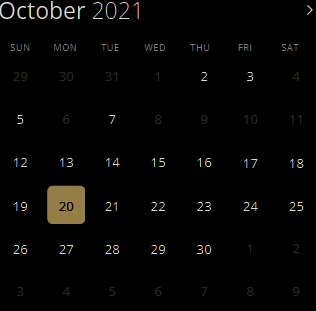 October 2021
SUN MON TUE WED THU FRI SAT
29 30 31 1 2 3 4
5 6 7 8 9 10 11
12 13 14 15 16 17 18
19 20 21 22 23 24 25
26 27 28 29 30 1 2
3 4 5 6 7 8 9